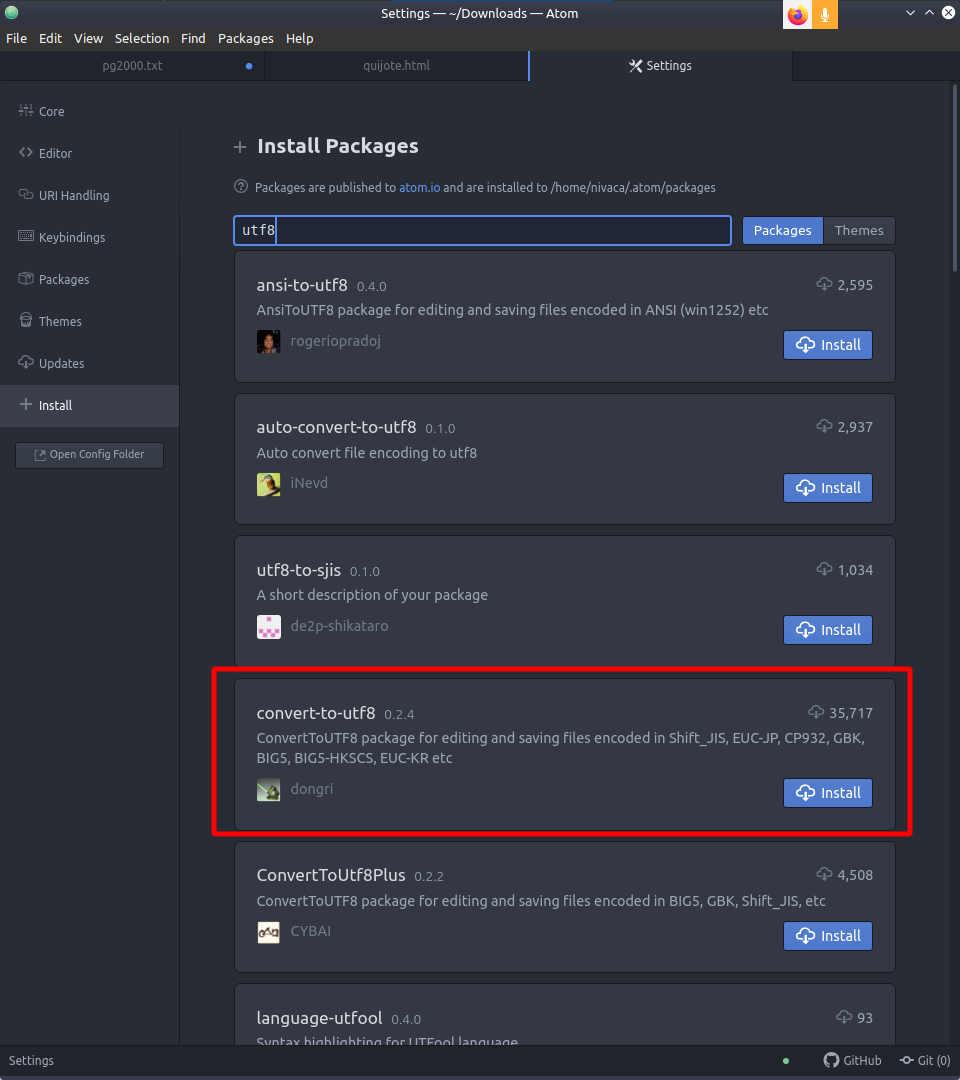 Settings — ~/Downloads — Atom
File Edit View Selection Find Packages Help
pg2000.txt quijote.html Settings
Core
Editor
URI Handling
Keybindings
Packages
Themes
Updates
Install
Open Config Folder
Install Packages
Packages are published to atom.io and are installed to /home/nivaca/.atom/packages
utf8
Packages Themes
ansi-to-utf8 0.4.0 2,595
AnsiToUTF8 package for editing and saving files encoded in ANSI (win1252) etc
rogeriopradoj
Install
auto-convert-to-utf8 0.1.0 2,937
Auto convert file encoding to utf8
iNevd
Install
utf8-to-sjis 0.1.0 1,034
A short description of your package
de2p-shikataro
Install
convert-to-utf8 0.2.4 35,717
ConvertToUTF8 package for editing and saving files encoded in Shift_JIS, EUC-JP, CP932, GBK,
BIG5, BIG5-HKSCS, EUC-KR etc
dongri
Install
ConvertToUtf8Plus 0.2.2 4,508
ConvertToUTF8 package for editing and saving files encoded in BIG5, GBK, Shift_JIS, etc
CYBAI
Install
language-utfool 0.4.0 93
Syntax highlighting for UTFool language
Settings GitHub Git (0)